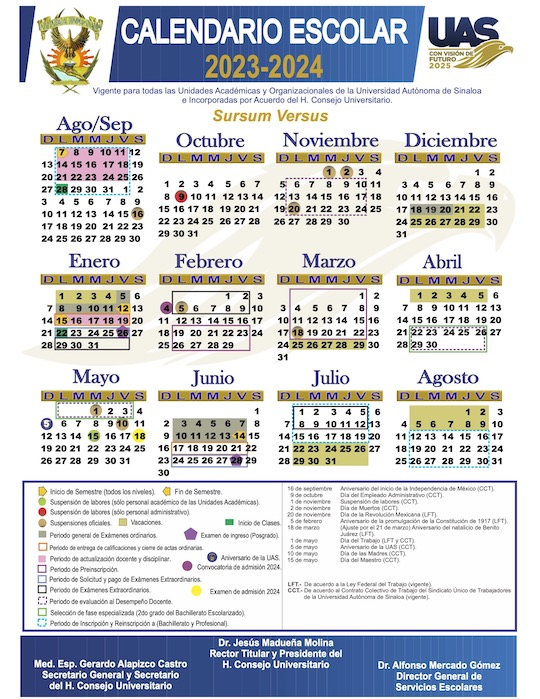 CALENDARIO ESCOLAR
2023-2024
UAS
CON VISIÓN DE
FUTURO
2025
Vigente para todas las Unidades Académicas y Organizacionales de la Universidad Autónoma de Sinaloa
e Incorporadas por Acuerdo del H. Consejo Universitario.
Sursum Versus
Ago/Sep
D L M M J V S
7 8 9 10 11 12
13 14 15 16 17 18 19
20 21 22 23 24 25 26
27 28 29 30 31 1 2
3 4 5 6 7 8 9
10 11 12 13 14 15 16
17 18 19 20 21 22 23
24 25 26 27 28 29 30
Octubre
D L M M J V S
1 2 3 4 5 6 7
8 9 10 11 12 13 14
15 16 17 18 19 20 21
22 23 24 25 26 27 28
29 30 31
Noviembre
D L M M J V S
1 2 3 4
5 6 7 8 9 10 11
12 13 14 15 16 17 18
19 20 21 22 23 24 25
26 27 28 29 30
Diciembre
D L M M J V S
1 2
3 4 5 6 7 8 9
10 11 12 13 14 15 16
17 18 19 20 21 22 23
24 25 26 27 28 29 30
31
Enero
D L M M J V S
1 2 3 4 5 6
7 8 9 10 11 12 13
14 15 16 17 18 19 20
21 22 23 24 25 26 27
28 29 30 31
Febrero
D L M M J V S
1 2 3
4 5 6 7 8 9 10
11 12 13 14 15 16 17
18 19 20 21 22 23 24
25 26 27 28 29
Marzo
D L M M J V S
1 2
3 4 5 6 7 8 9
10 11 12 13 14 15 16
17 18 19 20 21 22 23
24 25 26 27 28 29 30
31
Abril
D L M M J V S
1 2 3 4 5 6
7 8 9 10 11 12 13
14 15 16 17 18 19 20
21 22 23 24 25 26 27
28 29 30
Mayo
D L M M J V S
1 2 3 4
5 6 7 8 9 10 11
12 13 14 15 16 17 18
19 20 21 22 23 24 25
26 27 28 29 30 31
Junio
D L M M J V S
1
2 3 4 5 6 7 8
9 10 11 12 13 14 15
16 17 18 19 20 21 22
23 24 25 26 27 28 29
30
Julio
D L M M J V S
1 2 3 4 5 6
7 8 9 10 11 12 13
14 15 16 17 18 19 20
21 22 23 24 25 26 27
28 29 30 31
Agosto
D L M M J V S
1 2 3
4 5 6 7 8 9 10
11 12 13 14 15 16 17
18 19 20 21 22 23 24
25 26 27 28 29 30 31
Inicio de Semestre (todos los niveles). Fin de Semestre.
Suspensión de labores (sólo personal académico de las Unidades Académicas).
Suspensión de labores (sólo personal administrativo).
Suspensiones oficiales. Vacaciones. Inicio de Clases.
Periodo general de Exámenes ordinarios. Examen de ingreso (Posgrado).
Periodo de entrega de calificaciones y cierre de actas ordinarias.
Periodo de actualización docente y disciplinar. Aniversario de la UAS.
Periodo de Preinscripción. Convocatoria de admisión 2024.
Periodo de Solicitud y pago de Exámenes Extraordinarios.
Periodo de Exámenes Extraordinarios. Examen de admisión 2024
Periodo de evaluación al Desempeño Docente.
Selección de fase especializada (2do grado del Bachillerato Escolarizado).
Periodo de Inscripción y Reinscripción a (Bachillerato y Profesional).
16 de septiembre Aniversario del inicio de la Independencia de México (CCT).
9 de octubre Día del Empleado Administrativo (CCT).
1 de noviembre Suspensión de labores (CCT).
2 de noviembre Día de Muertos (CCT).
20 de noviembre Día de la Revolución Mexicana (LFT).
5 de febrero Aniversario de la promulgación de la Constitución de 1917 (LFT).
18 de marzo (Ajuste por el 21 de marzo) Aniversario del natalicio de Benito
Juárez (LFT).
1 de mayo Día del Trabajo (LFT y CCT)
5 de mayo Aniversario de la UAS (CCT).
10 de mayo Día de las Madres (CCT).
15 de mayo Día del Maestro (CCT).
LFT.- De acuerdo a la Ley Federal del Trabajo (vigente).
CCT.- De acuerdo al Contrato Colectivo de Trabajo del Sindicato Único de Trabajadores
de la Universidad Autónoma de Sinaloa (vigente).
Med. Esp. Gerardo Alapizco Castro
Secretario General y Secretario
del H. Consejo Universitario
Dr. Jesús Madueña Molina
Rector Titular y Presidente del
H. Consejo Universitario
Dr. Alfonso Mercado Gómez
Director General de
Servicios Escolares